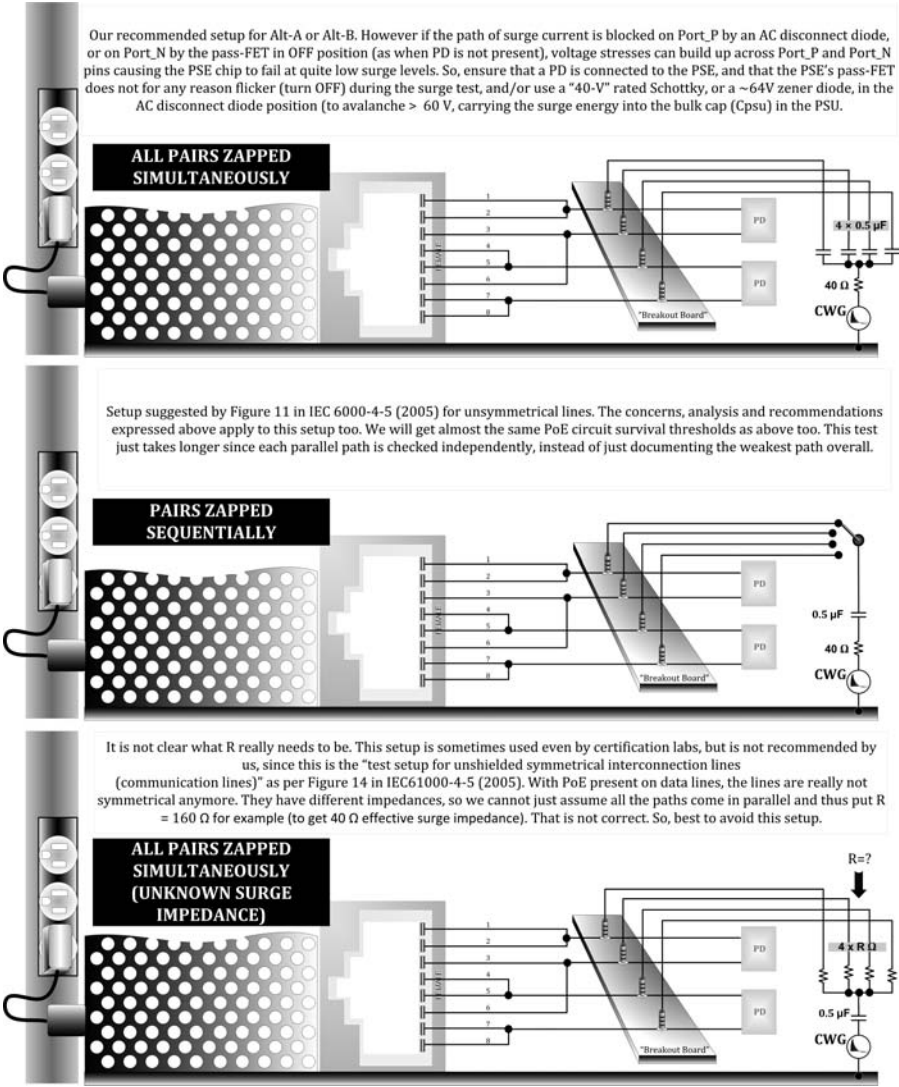 Our recommended setup for Alt-A or Alt-B. However if the path of surge current is blocked on Port_P by an AC disconnect diode,
or on Port_N by the pass-FET in OFF position (as when PD is not present), voltage stresses can build up across Port_P and Port_N
pins causing the PSE chip to fail at quite low surge levels. So, ensure that a PD is connected to the PSE, and that the PSE's pass-FET
does not for any reason flicker (turn OFF) during the surge test, and/or use a "40-V" rated Schottky, or a ~64V zener diode, in the
AC disconnect diode position (to avalanche > 60 V, carrying the surge energy into the bulk cap (Cpsu) in the PSU.
ALL PAIRS ZAPPED
SIMULTANEOUSLY
1
2
3
4
5
6
7
8
PD
PD
"Breakout Board"
4 × 0.5 µF
40 Ω
CWG
Setup suggested by Figure 11 in IEC 6000-4-5 (2005) for unsymmetrical lines. The concerns, analysis and recommendations
expressed above apply to this setup too. We will get almost the same PoE circuit survival thresholds as above too. This test
just takes longer since each parallel path is checked independently, instead of just documenting the weakest path overall.
PAIRS ZAPPED
SEQUENTIALLY
1
2
3
4
5
6
7
8
PD
PD
"Breakout Board"
0.5 µF
40 Ω
CWG
It is not clear what R really needs to be. This setup is sometimes used even by certification labs, but is not recommended by
us, since this is the "test setup for unshielded symmetrical interconnection lines
(communication lines)" as per Figure 14 in IEC61000-4-5 (2005). With PoE present on data lines, the lines are really not
symmetrical anymore. They have different impedances, so we cannot just assume all the paths come in parallel and thus put R
= 160 Ω for example (to get 40 Ω effective surge impedance). That is not correct. So, best to avoid this setup.
ALL PAIRS ZAPPED
SIMULTANEOUSLY
(UNKNOWN SURGE
IMPEDANCE)
1
2
3
4
5
6
7
8
PD
PD
"Breakout Board"
R=?
4 x R Ω
0.5 µF
CWG